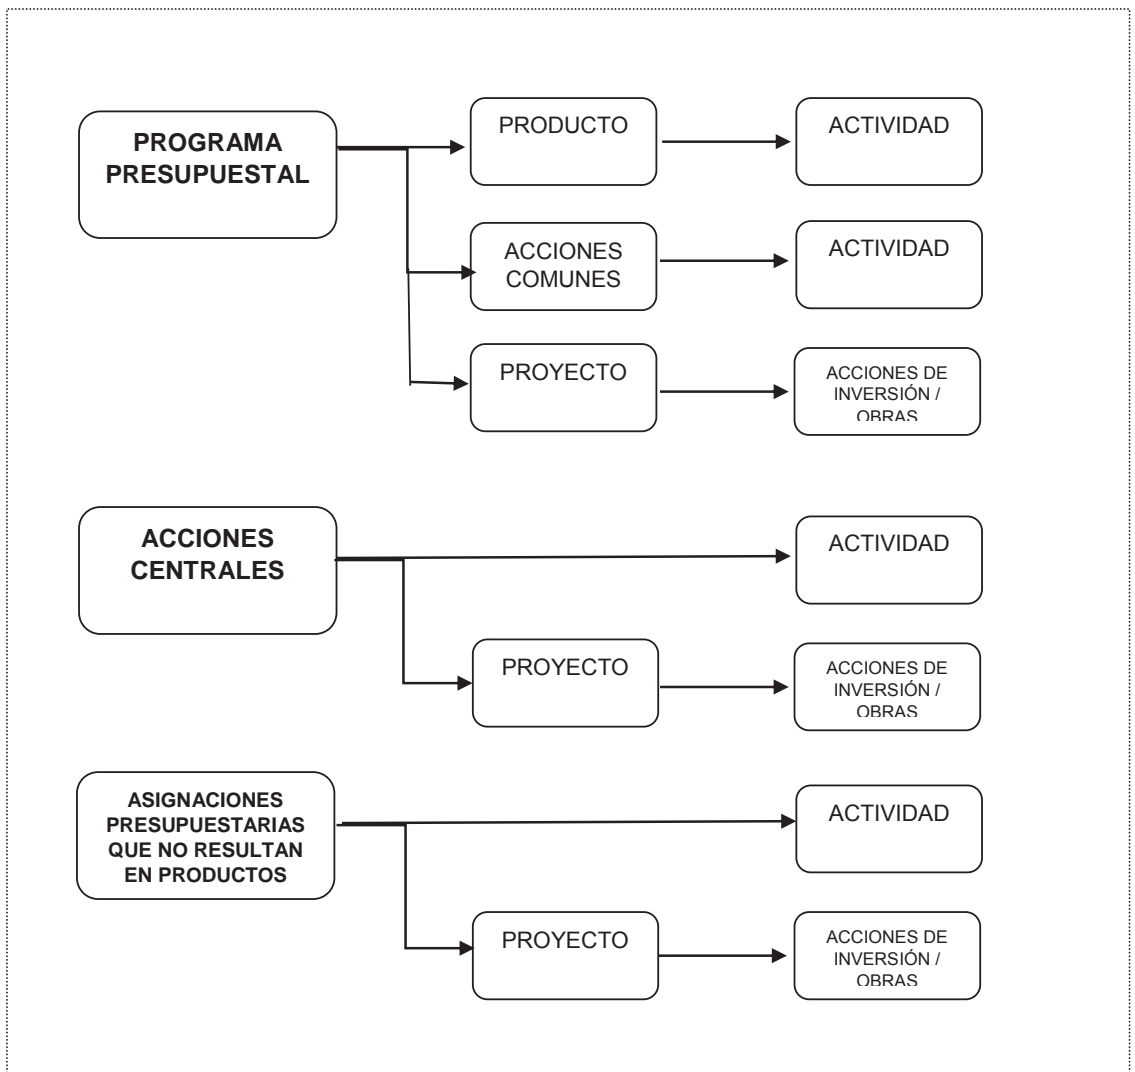 PROGRAMA
PRESUPUESTAL
PRODUCTO
ACTIVIDAD
ACCIONES
COMUNES
ACTIVIDAD
PROYECTO
ACCIONES DE
INVERSIÓN /
OBRAS
ACCIONES
CENTRALES
ACTIVIDAD
PROYECTO
ACCIONES DE
INVERSIÓN /
OBRAS
ASIGNACIONES
PRESUPUESTARIAS
QUE NO RESULTAN
EN PRODUCTOS
ACTIVIDAD
PROYECTO
ACCIONES DE
INVERSIÓN /
OBRAS